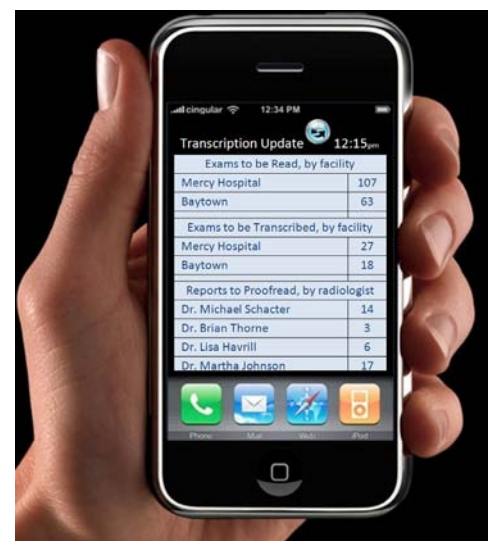 cingular 12:34 PM
Transcription Update 12:15pm
Exams to be Read, by facility
Mercy Hospital 107
Baytown 63
Exams to be Transcribed, by facility
Mercy Hospital 27
Baytown 18
Reports to Proofread, by radiologist
Dr. Michael Schacter 14
Dr. Brian Thorne 3
Dr. Lisa Havrill 6
Dr. Martha Johnson 17
Phone Mail Web iPod